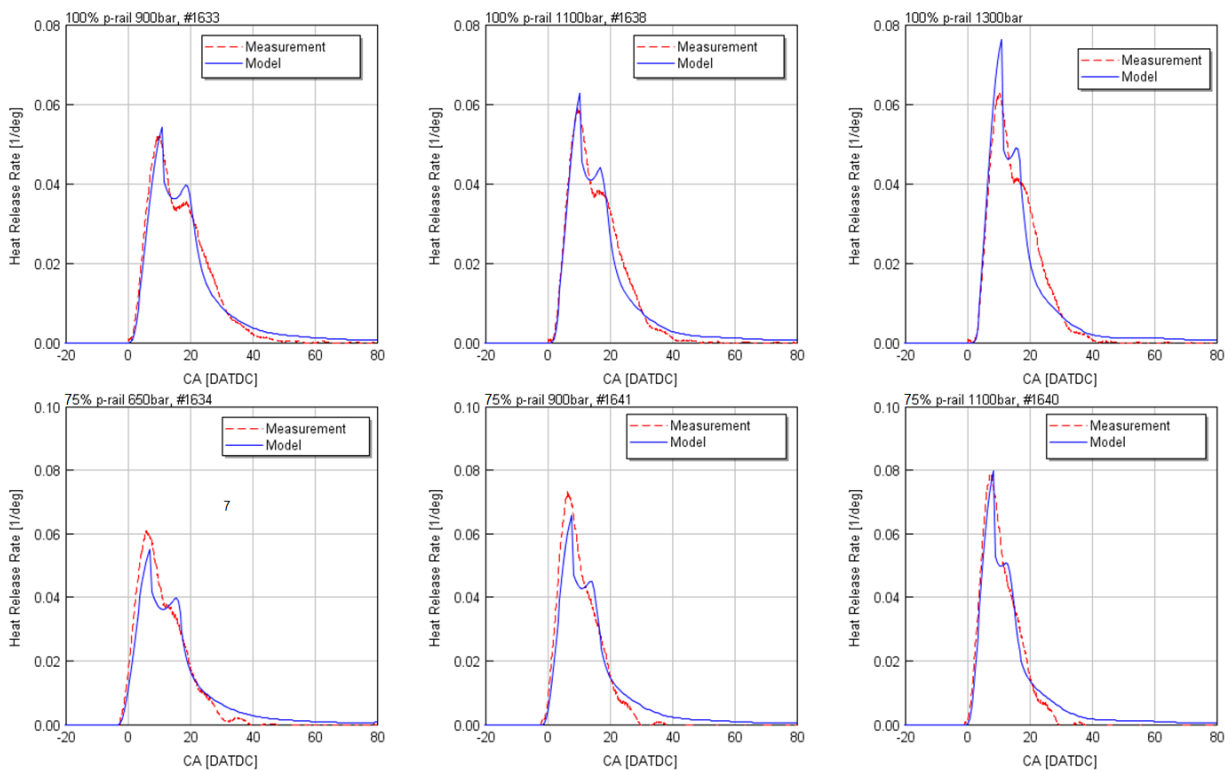 100% p-rail 900bar, #1633
0.08
0.06
0.04
0.02
0.00
Heat Release Rate [1/deg]
Measurement
Model
-20 0 20 40 60 80
CA [DATDC]
100% p-rail 1100bar, #1638
0.08
0.06
0.04
0.02
0.00
Heat Release Rate [1/deg]
Measurement
Model
-20 0 20 40 60 80
CA [DATDC]
100% p-rail 1300bar
0.08
0.06
0.04
0.02
0.00
Heat Release Rate [1/deg]
Measurement
Model
-20 0 20 40 60 80
CA [DATDC]
75% p-rail 650bar, #1634
0.10
0.08
0.06
0.04
0.02
0.00
Heat Release Rate [1/deg]
Measurement
Model
7
-20 0 20 40 60 80
CA [DATDC]
75% p-rail 900bar, #1641
0.10
0.08
0.06
0.04
0.02
0.00
Heat Release Rate [1/deg]
Measurement
Model
-20 0 20 40 60 80
CA [DATDC]
75% p-rail 1100bar, #1640
0.10
0.08
0.06
0.04
0.02
0.00
Heat Release Rate [1/deg]
Measurement
Model
-20 0 20 40 60 80
CA [DATDC]